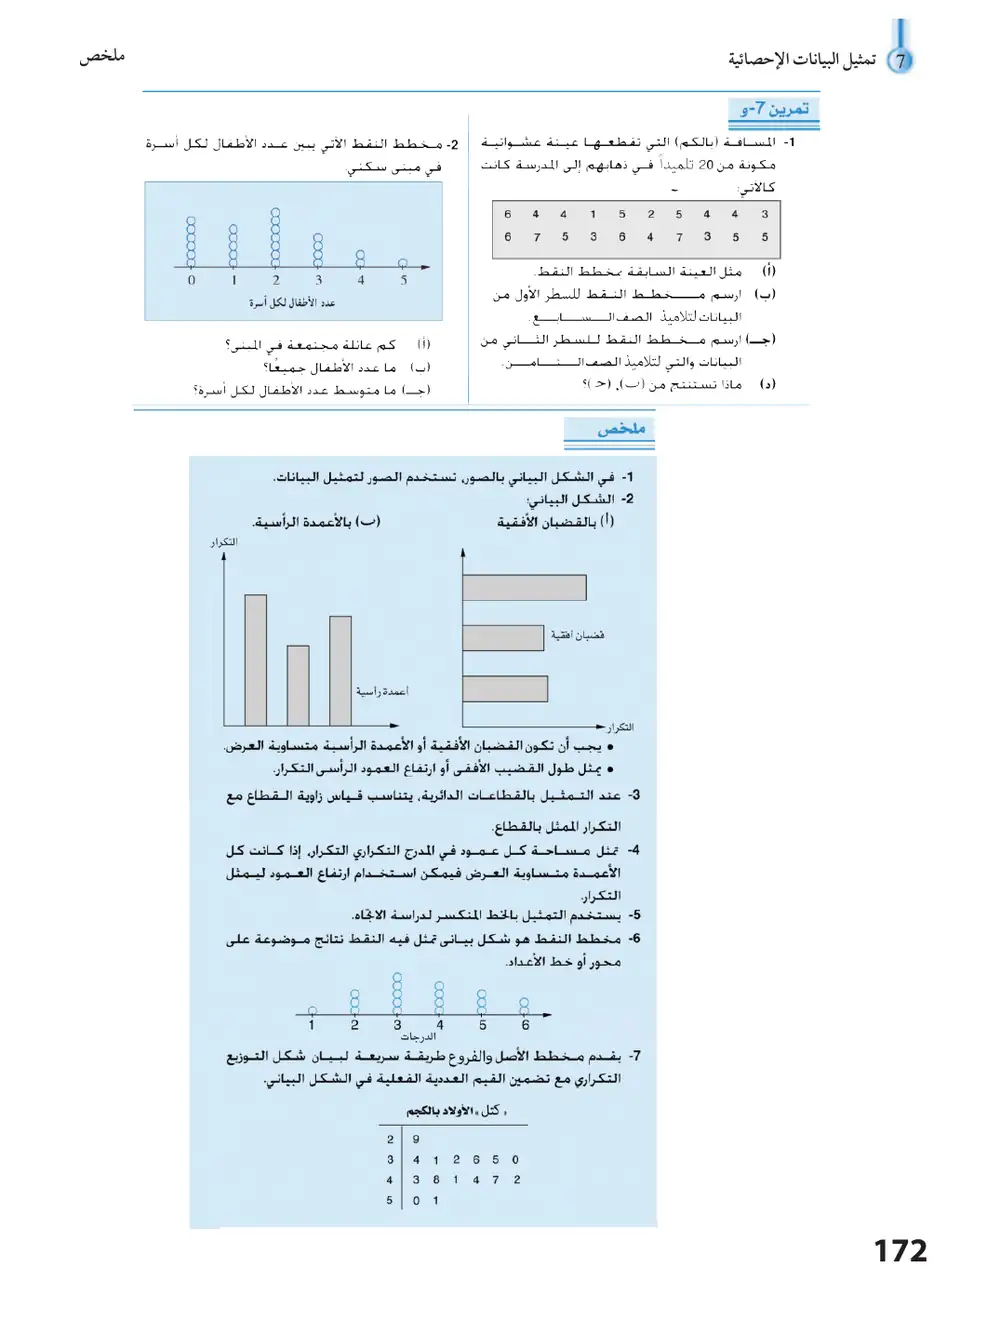 7 تمثيل البيانات الإحصائية
ملخص
تمرين 7-و
1- المسافة (بالكم) التي تقطعها عينة عشوائية
مكونة من 20 تلميذاً في ذهابهم إلى المدرسة كانت
كالآتي:
6 4 4 1 5 2 5 4 4 3
6 7 5 3 6 4 7 3 5 5
(أ) مثل العينة السابقة بمخطط النقط.
(ب) ارسم مخطط النقط للسطر الأول من
البيانات لتلاميذ الصف السابع.
(جـ) ارسم مخطط النقط للسطر الثاني من
البيانات والتي لتلاميذ الصف الثامن.
(د) ماذا تستنتج من (ب)، (حـ)؟
2- مخطط النقط الآتي يبين عدد الأطفال لكل أسرة
في مبنى سكني.
0 1 2 3 4 5
عدد الأطفال لكل أسرة
(أ) كم عائلة مجتمعة في المبنى؟
(ب) ما عدد الأطفال جميعًا؟
(جـ) ما متوسط عدد الأطفال لكل أسرة؟
ملخص
1- في الشكل البياني بالصور، تستخدم الصور لتمثيل البيانات.
2- الشكل البياني:
(أ) بالقضبان الأفقية
(ب) بالأعمدة الرأسية.
التكرار
قضبان افقية
أعمدة رأسية
التكرار
• يجب أن تكون القضبان الأفقية أو الأعمدة الرأسية متساوية العرض.
• يمثل طول القضيب الأفقى أو ارتفاع العمود الرأسى التكرار.
3- عند التمثيل بالقطاعات الدائرية، يتناسب قياس زاوية القطاع مع
التكرار الممثل بالقطاع.
4- تمثل مساحة كل عمود في المدرج التكراري التكرار، إذا كانت كل
الأعمدة متساوية العرض فيمكن استخدام ارتفاع العمود ليمثل
التكرار.
5- يستخدم التمثيل بالخط المنكسر لدراسة الاتجاه.
6- مخطط النقط هو شكل بيانى تمثل فيه النقط نتائج موضوعة على
محور أو خط الأعداد.
1 2 3 4 5 6
الدرجات
7- يقدم مخطط الأصل والفروع طريقة سريعة لبيان شكل التوزيع
التكراري مع تضمين القيم العددية الفعلية في الشكل البياني.
، كتل ، الأولاد بالكجم
2 9
3 4 1 2 6 5 0
4 3 8 1 4 7 2
5 0 1
172